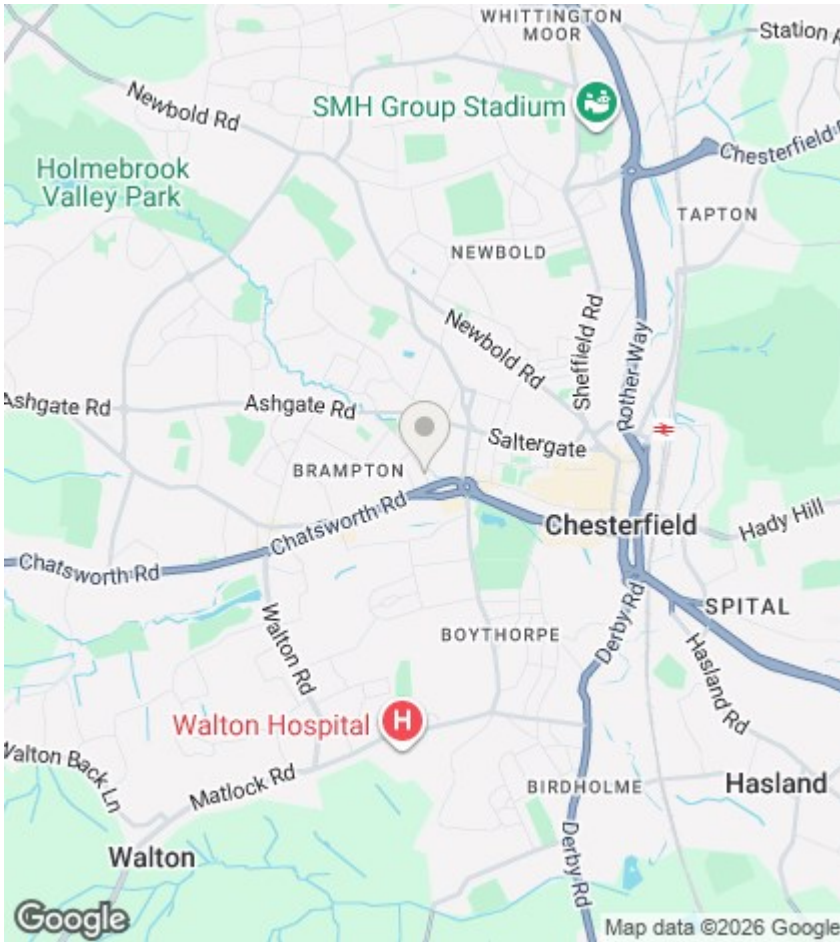 WHITTINGTON
MOOR
Station R
Newbold Rd
SMH Group Stadium
Chesterfield R
Holmebrook
Valley Park
TAPTON
NEWBOLD
Newbold Rd
Sheffield Rd
Rother Way
Ashgate Rd
Ashgate Rd
Saltergate
BRAMPTON
Chatsworth Rd
Chesterfield
Hady Hill
Chatsworth Rd
SPITAL
Walton Rd
BOYTHORPE
Derby Rd
Hasland Rd
Walton Hospital
H
Walton Back Ln
Matlock Rd
BIRDHOLME
Hasland
Walton
Derby Rd
Google
Map data ©2026 Google